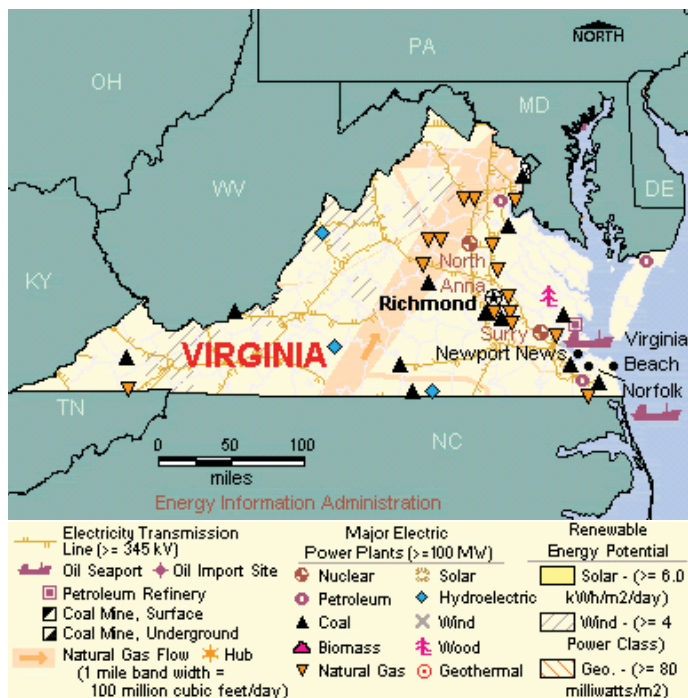 PA
NORTH
OH
MD
WV
DE
KY
North
Anna
Richmond
Surry
VIRGINIA
Newport News
Virginia
Beach
Norfolk
TN
NC
0 50 100
miles
Energy Information Administration
Electricity Transmission
Line (>= 345 kV)
Oil Seaport
Oil Import Site
Petroleum Refinery
Coal Mine, Surface
Coal Mine, Underground
Natural Gas Flow
Hub
(1 mile band width =
100 million cubic feet/day)
Major Electric
Power Plants (>=100 MW)
Nuclear
Solar
Petroleum
Hydroelectric
Coal
Wind
Biomass
Wood
Natural Gas
Geothermal
Renewable
Energy Potential
Solar - (>= 6.0
kWh/m2/day)
Wind - (>= 4
Power Class)
Geo. - (>= 80
milliwatts/m2)